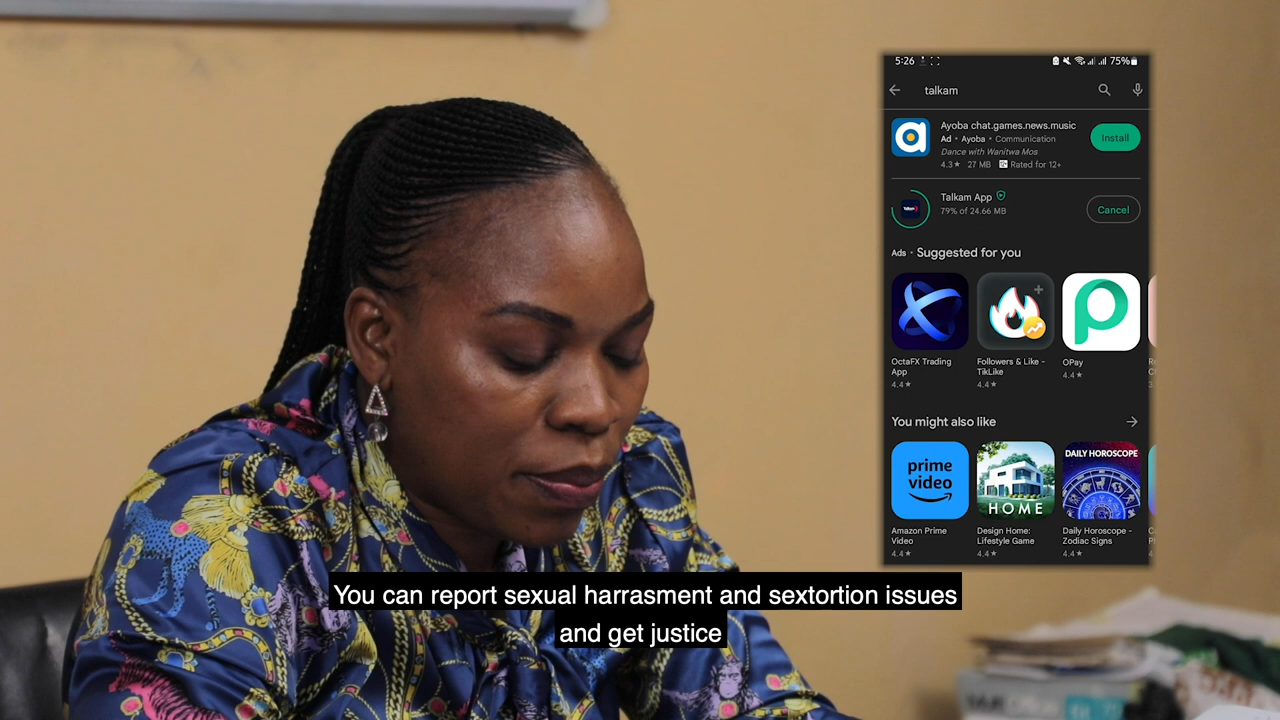 5:26
75%
talkam
Ayoba chat.games.news.music
Ad • Ayoba • Communication
Dance with Wanitwa Mos
4.3★ 27 MB Rated for 12+
Install
Talkam
Talkam App
79% of 24.66 MB
Cancel
Ads • Suggested for you
OctaFX Trading
App
4.4★
Followers & Like -
TikLike
4.4★
OPay
4.4★
You might also like
prime
video
HOME
DAILY HOROSCOPE
Amazon Prime
Video
4.4★
Design Home:
Lifestyle Game
4.4★
Daily Horoscope -
Zodiac Signs
4.4★
You can report sexual harrasment and sextortion issues
and get justice